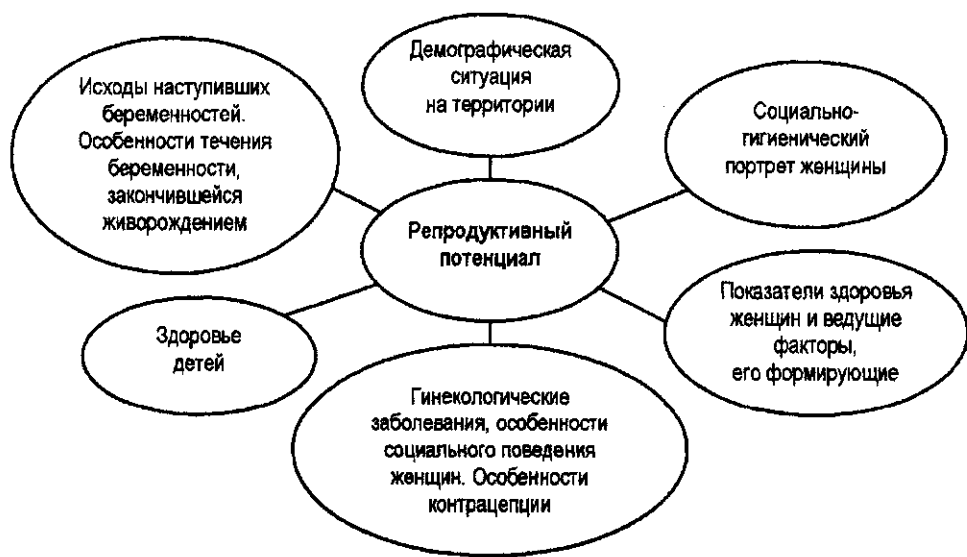 Демографическая
ситуация
на территории
Исходы наступивших
беременностей.
Особенности течения
беременности,
закончившейся
живорождением
Социально-
гигиенический
портрет женщины
Репродуктивный
потенциал
Здоровье
детей
Показатели здоровья
женщин и ведущие
факторы,
его формирующие
Гинекологические
заболевания, особенности
социального поведения
женщин. Особенности
контрацепции